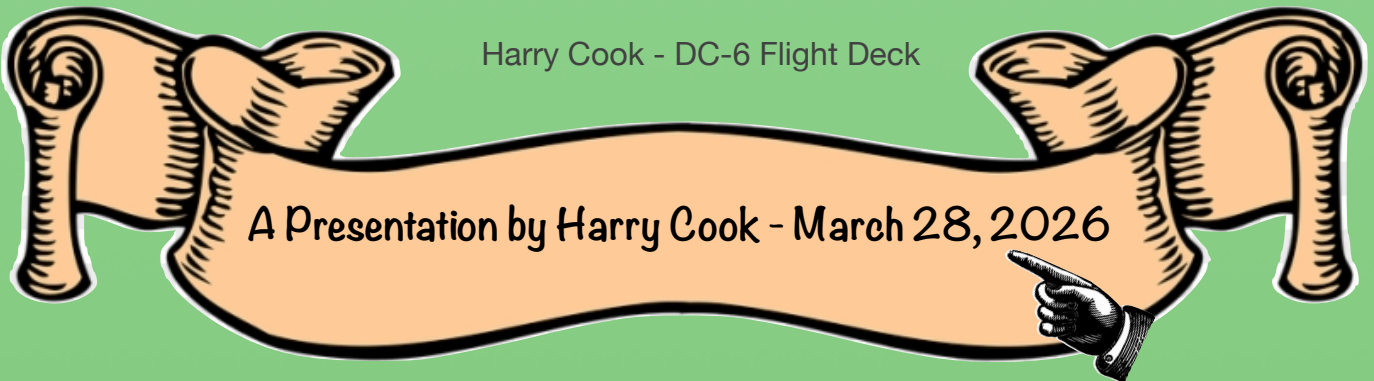 Harry Cook - DC-6 Flight Deck
A Presentation by Harry Cook - March 28, 2026